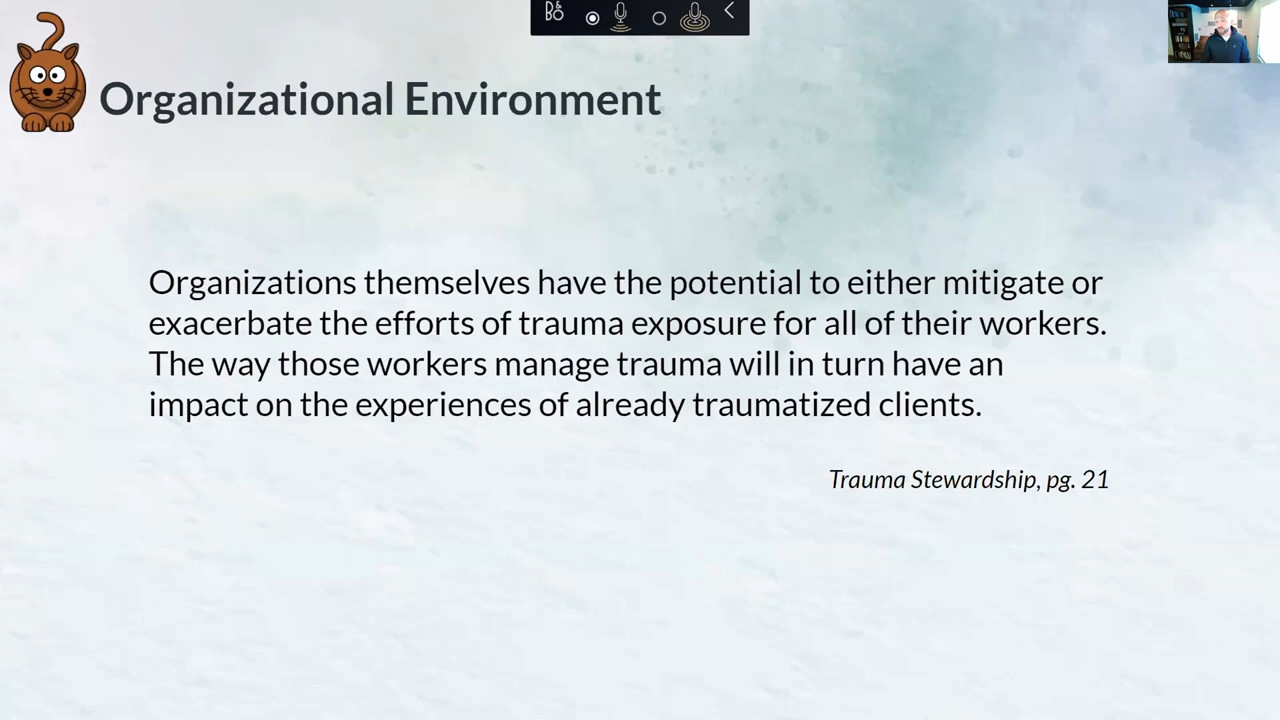 B&O
Organizational Environment
Organizations themselves have the potential to either mitigate or
exacerbate the efforts of trauma exposure for all of their workers.
The way those workers manage trauma will in turn have an
impact on the experiences of already traumatized clients.
Trauma Stewardship, pg. 21